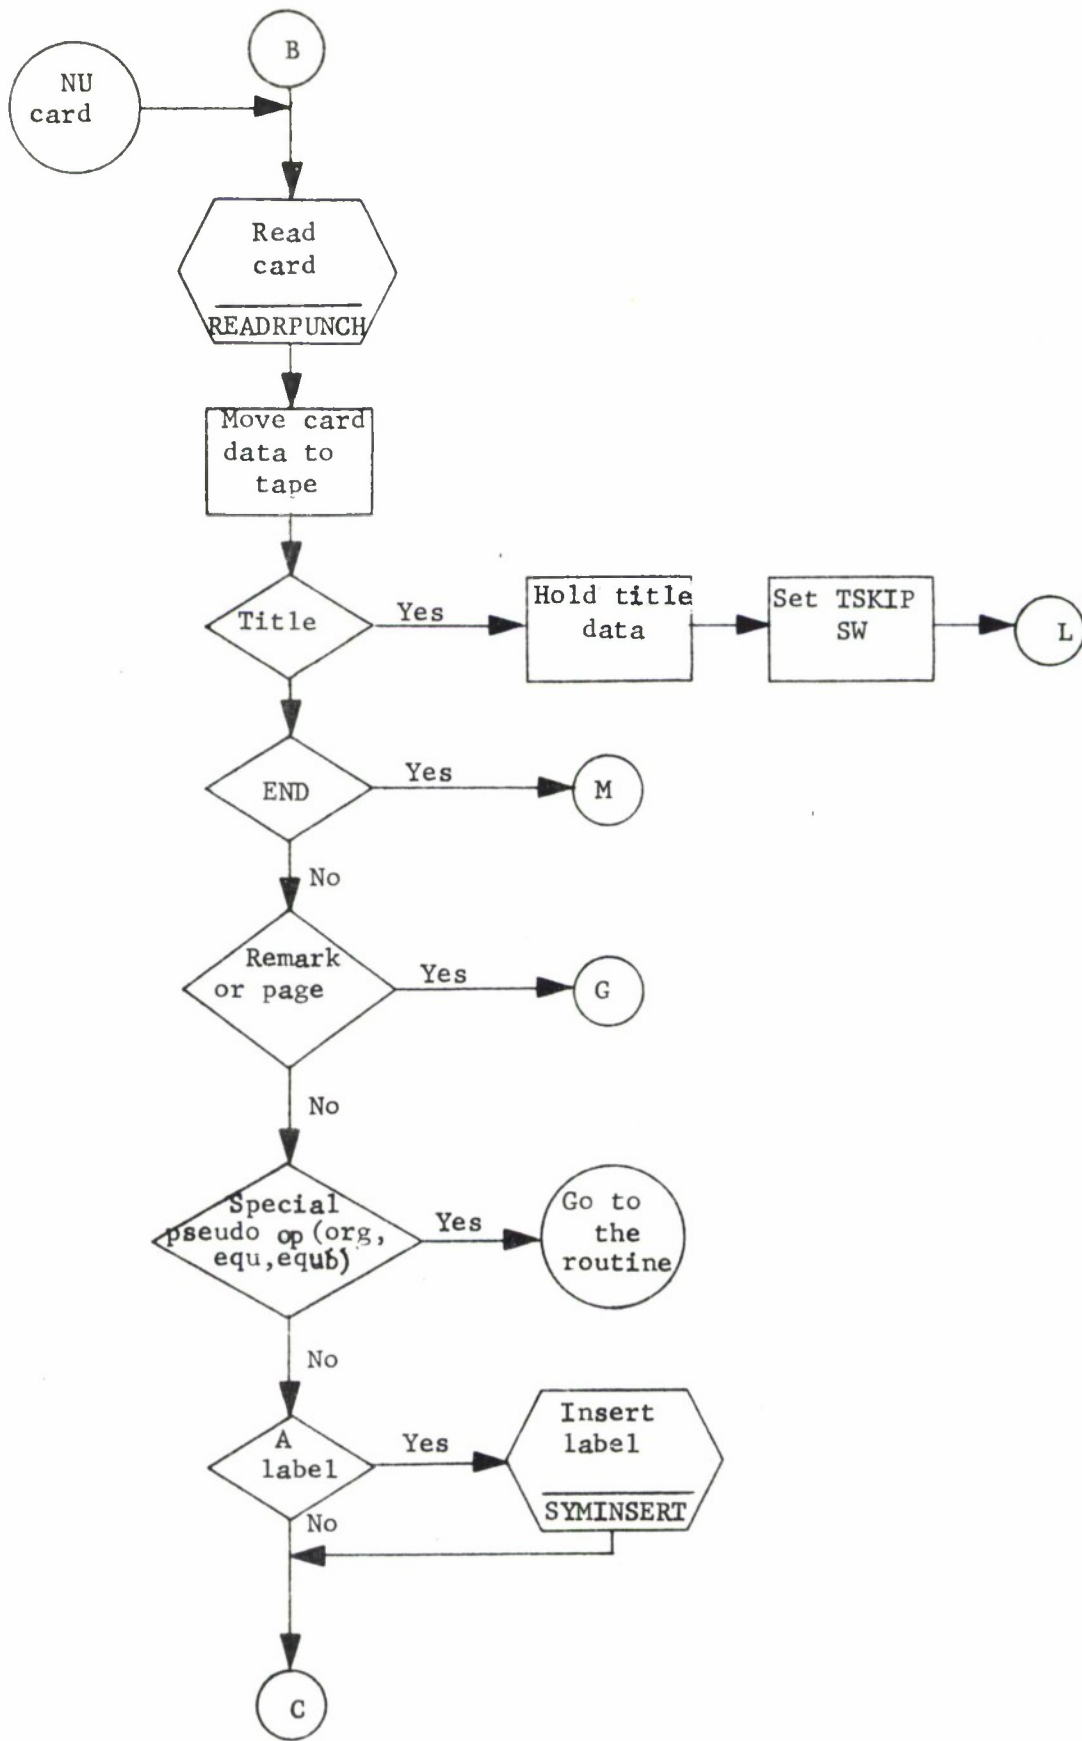 B
NU
card
Read
card
READRPUNCH
Move card
data to
tape
Title
Yes
Hold title
data
Set TSKIP
SW
L
END
Yes
M
No
Remark
or page
Yes
G
No
Special
pseudo op (org,
equ,equb)
Yes
Go to
the
routine
No
A
label
Yes
Insert
label
SYMINSERT
No
C